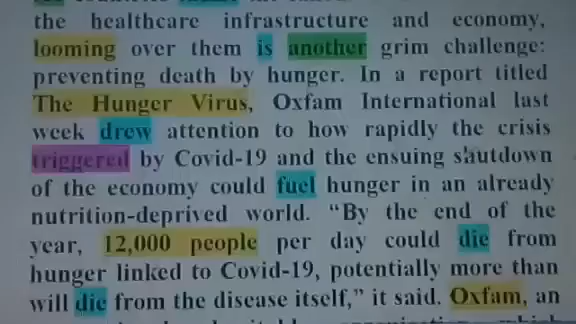 the healthcare infrastructure and economy,
looming over them is another grim challenge:
preventing death by hunger. In a report titled
The Hunger Virus, Oxfam International last
week drew attention to how rapidly the crisis
triggered by Covid-19 and the ensuing shutdown
of the economy could fuel hunger in an already
nutrition-deprived world. “By the end of the
year, 12,000 people per day could die from
hunger linked to Covid-19, potentially more than
will die from the disease itself,” it said. Oxfam, an